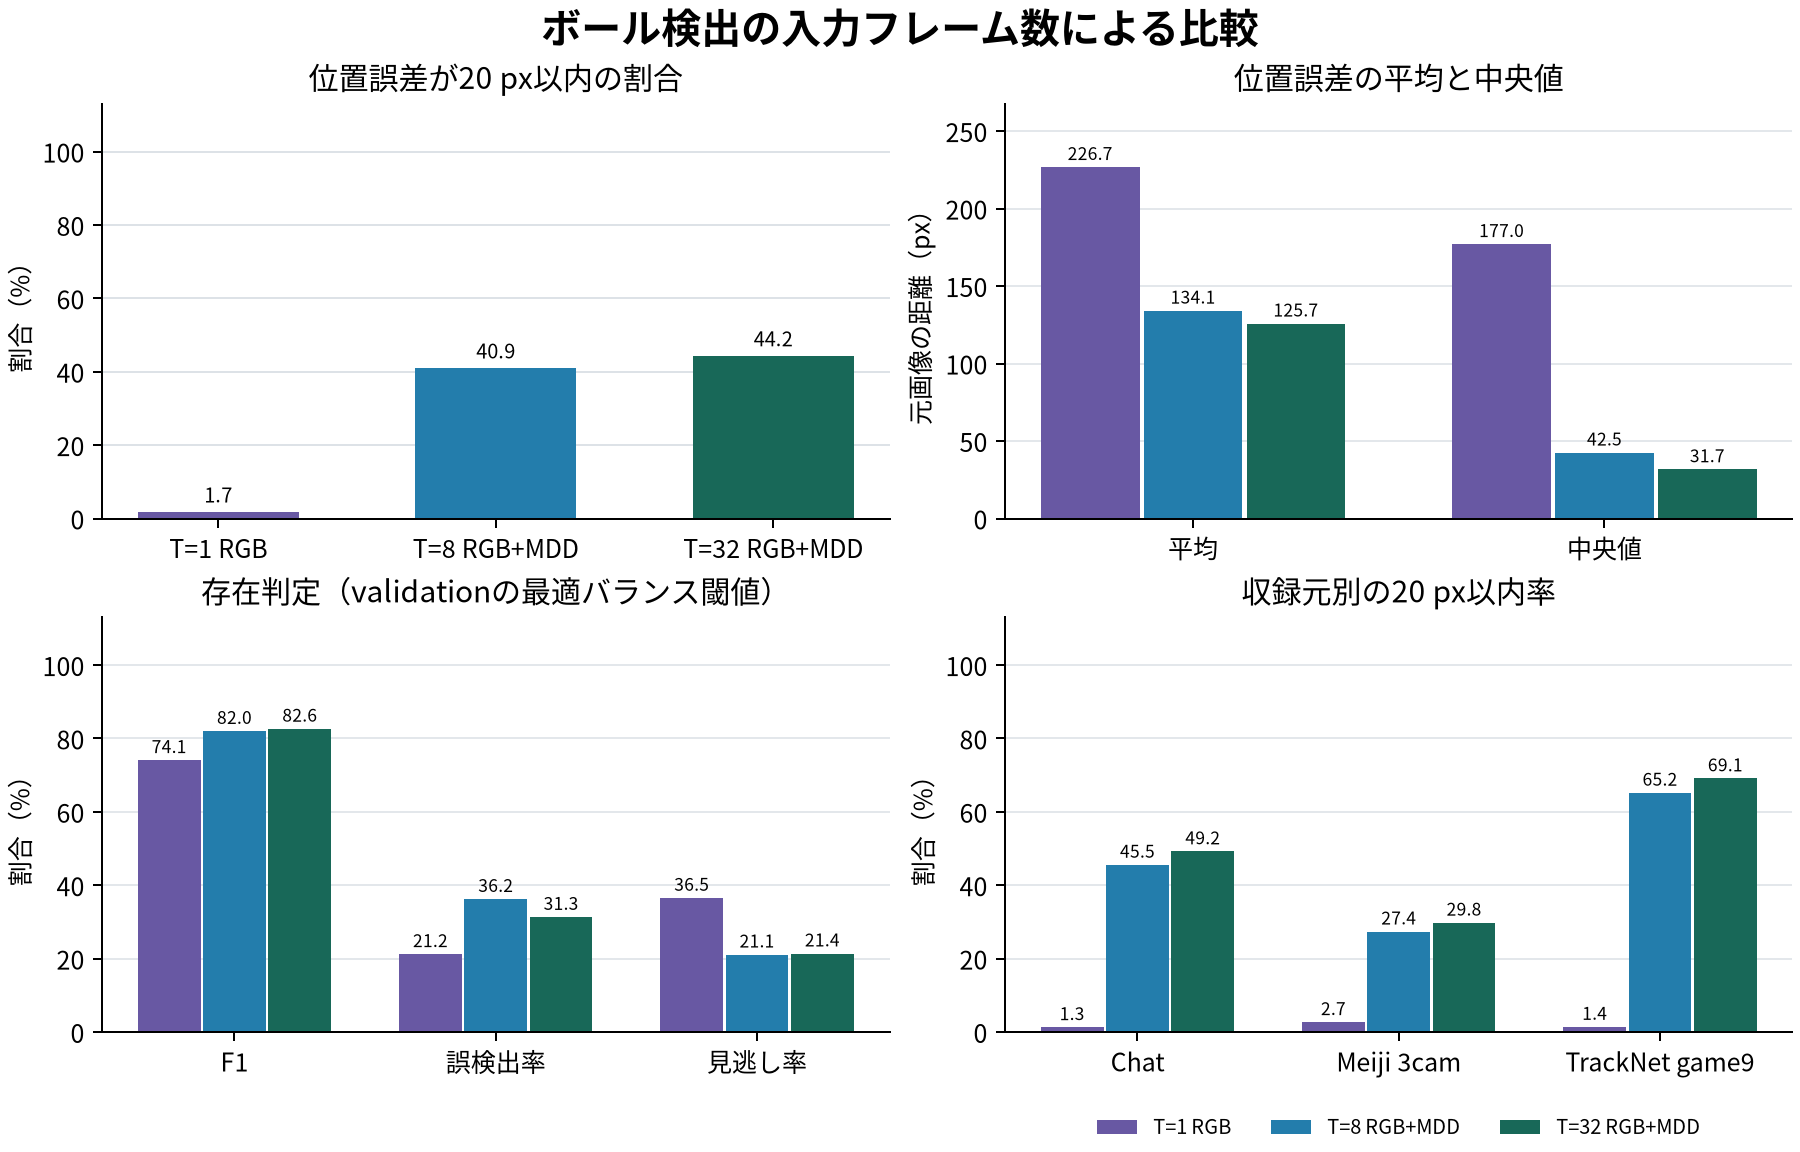 ボール検出の入力フレーム数による比較
位置誤差が20 px以内の割合
割合（%）
100
80
60
40
20
0
1.7
40.9
44.2
T=1 RGB
T=8 RGB+MDD
T=32 RGB+MDD
位置誤差の平均と中央値
元画像の距離（px）
250
200
150
100
50
0
226.7
134.1
125.7
177.0
42.5
31.7
平均
中央値
存在判定（validationの最適バランス閾値）
割合（%）
100
80
60
40
20
0
74.1
82.0
82.6
21.2
36.2
31.3
36.5
21.1
21.4
F1
誤検出率
見逃し率
収録元別の20 px以内率
割合（%）
100
80
60
40
20
0
1.3
45.5
49.2
2.7
27.4
29.8
1.4
65.2
69.1
Chat
Meiji 3cam
TrackNet game9
T=1 RGB
T=8 RGB+MDD
T=32 RGB+MDD